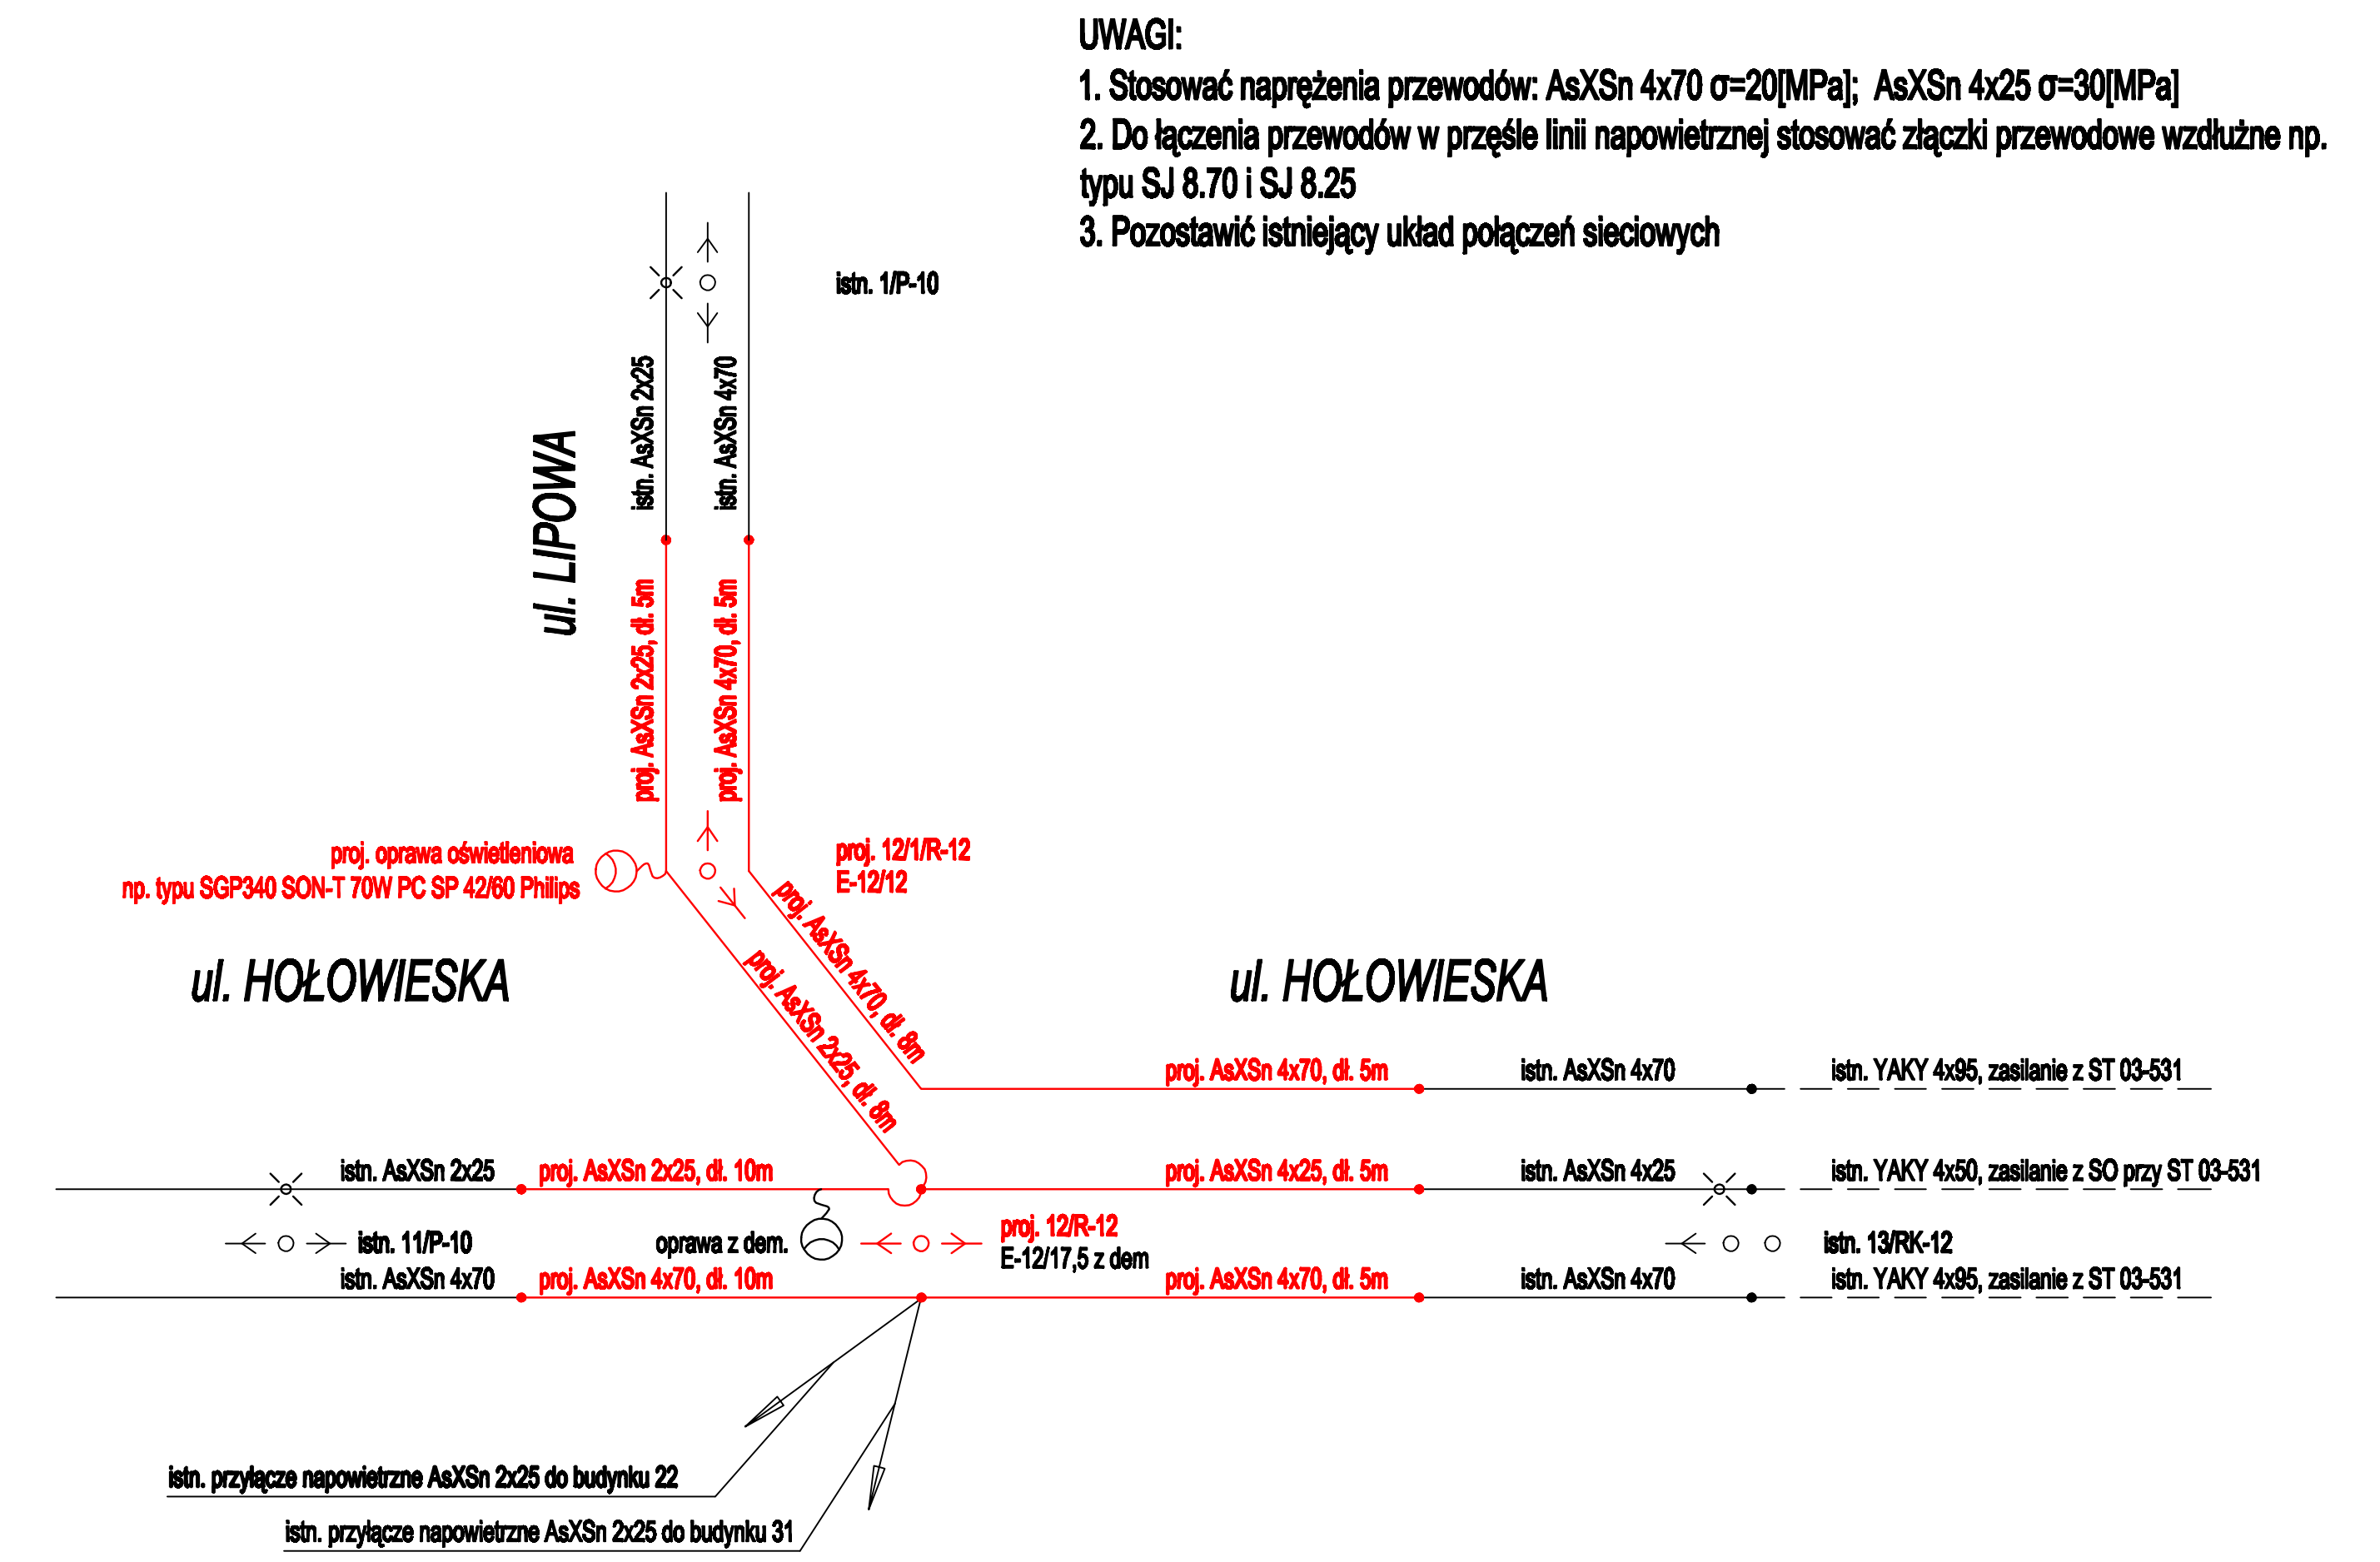 UWAGI:
1. Stosować naprężenia przewodów: AsXSn 4x70 σ=20[MPa];  AsXSn 4x25 σ=30[MPa]
2. Do łączenia przewodów w przęśle linii napowietrznej stosować złączki przewodowe wzdłużne np.
typu SJ 8.70 i SJ 8.25
3. Pozostawić istniejący układ połączeń sieciowych
istn. 1/P-10
istn. AsXSn 2x25
istn. AsXSn 4x70
ul. LIPOWA
proj. AsXSn 2x25, dł. 5m
proj. AsXSn 4x70, dł. 5m
proj. oprawa oświetleniowa
np. typu SGP340 SON-T 70W PC SP 42/60 Philips
proj. 12/1/R-12
E-12/12
proj. AsXSn 4x70, dł. 8m
proj. AsXSn 2x25, dł. 8m
ul. HOŁOWIESKA
ul. HOŁOWIESKA
proj. AsXSn 4x70, dł. 5m
istn. AsXSn 4x70
istn. YAKY 4x95, zasilanie z ST 03-531
istn. AsXSn 2x25
proj. AsXSn 2x25, dł. 10m
proj. AsXSn 4x25, dł. 5m
istn. AsXSn 4x25
istn. YAKY 4x50, zasilanie z SO przy ST 03-531
istn. 11/P-10
oprawa z dem.
proj. 12/R-12
E-12/17,5 z dem
istn. 13/RK-12
istn. AsXSn 4x70
proj. AsXSn 4x70, dł. 10m
proj. AsXSn 4x70, dł. 5m
istn. AsXSn 4x70
istn. YAKY 4x95, zasilanie z ST 03-531
istn. przyłącze napowietrzne AsXSn 2x25 do budynku 22
istn. przyłącze napowietrzne AsXSn 2x25 do budynku 31